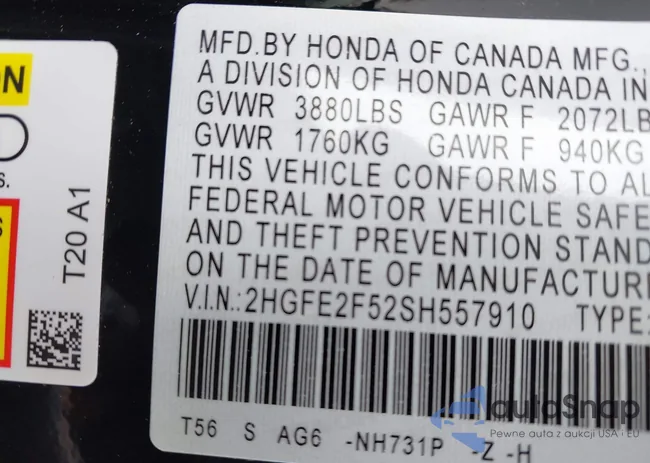 ON
S.
S
T20 A1
MFD.BY HONDA OF CANADA MFG.,
A DIVISION OF HONDA CANADA IN
GVWR 3880LBS GAWR F 2072LB
GVWR 1760KG GAWR F 940KG
THIS VEHICLE CONFORMS TO AL
FEDERAL MOTOR VEHICLE SAFE
AND THEFT PREVENTION STAND
ON THE DATE OF MANUFACTURE
V.I.N.:2HGFE2F52SH557910 TYPE:
T56 S AG6 -NH731P -Z -H
autoSnap
Pewne auta z aukcji USA i EU